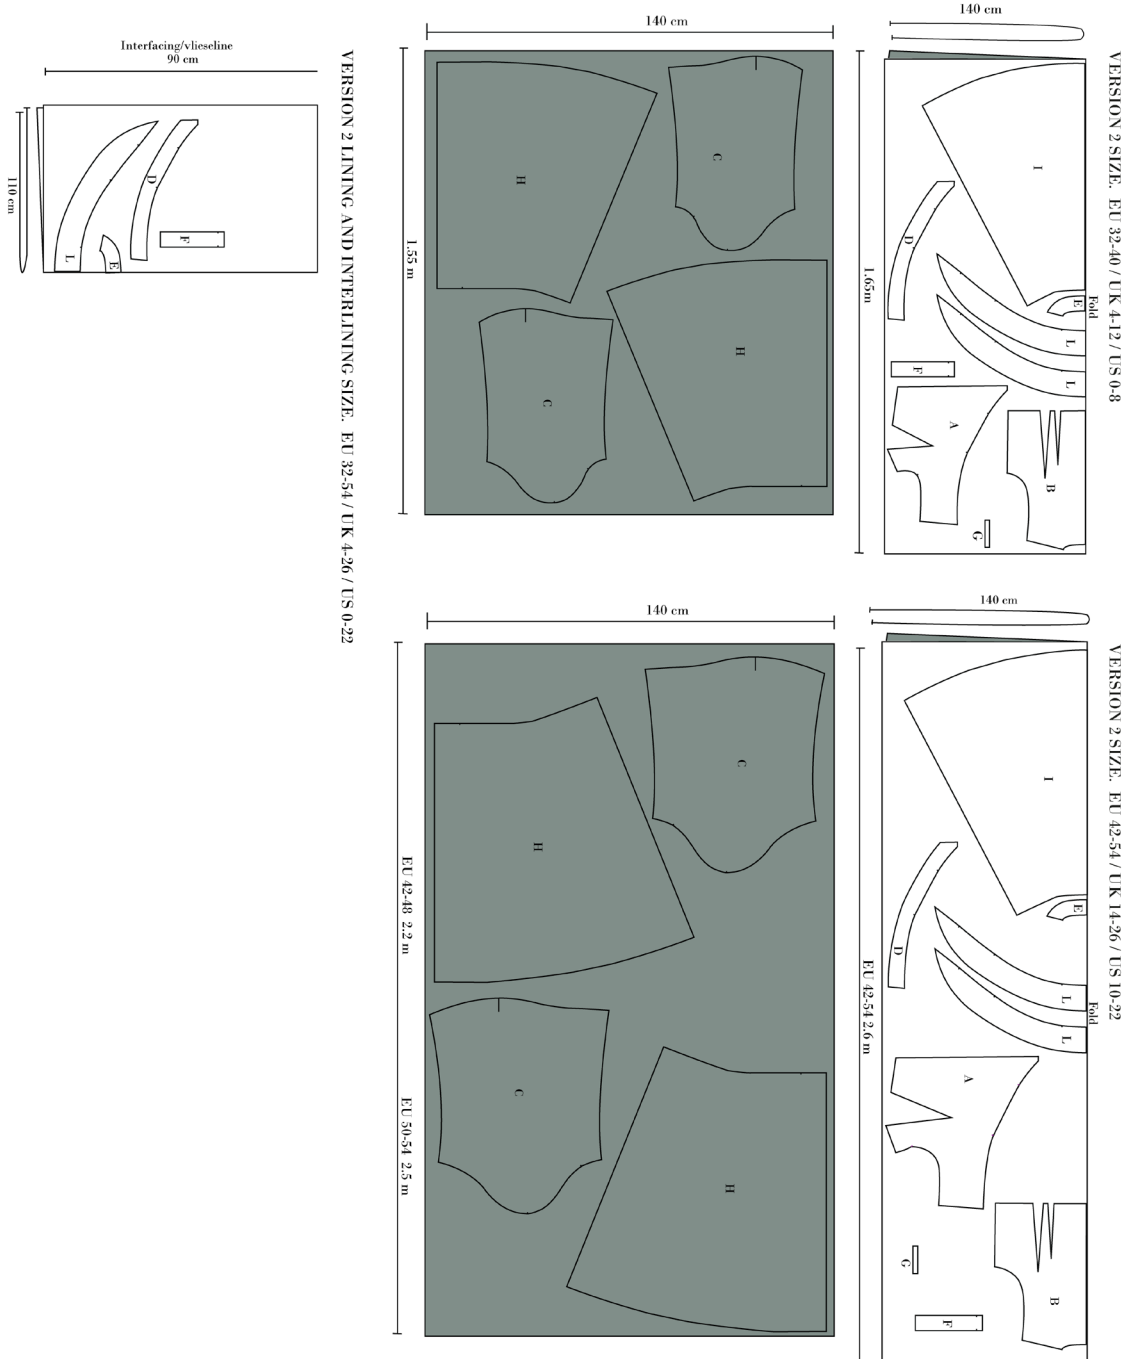 VERSION 2 SIZE.  EU 32-40 / UK 4-12 / US 0-8
140 cm
1.65m
Fold
I
D
E
L
L
F
A
B
G
140 cm
1.55 m
H
C
H
C
VERSION 2 SIZE.  EU 42-54 / UK 14-26 / US 10-22
140 cm
EU 42-54 2.6 m
Fold
I
D
E
L
L
A
B
G
F
140 cm
EU 42-48  2.2 m
EU 50-54  2.5 m
C
H
C
H
VERSION 2 LINING AND INTERLINING SIZE.  EU 32-54 / UK 4-26 / US 0-22
Interfacing/vlieseline
90 cm
110 cm
D
F
L
E